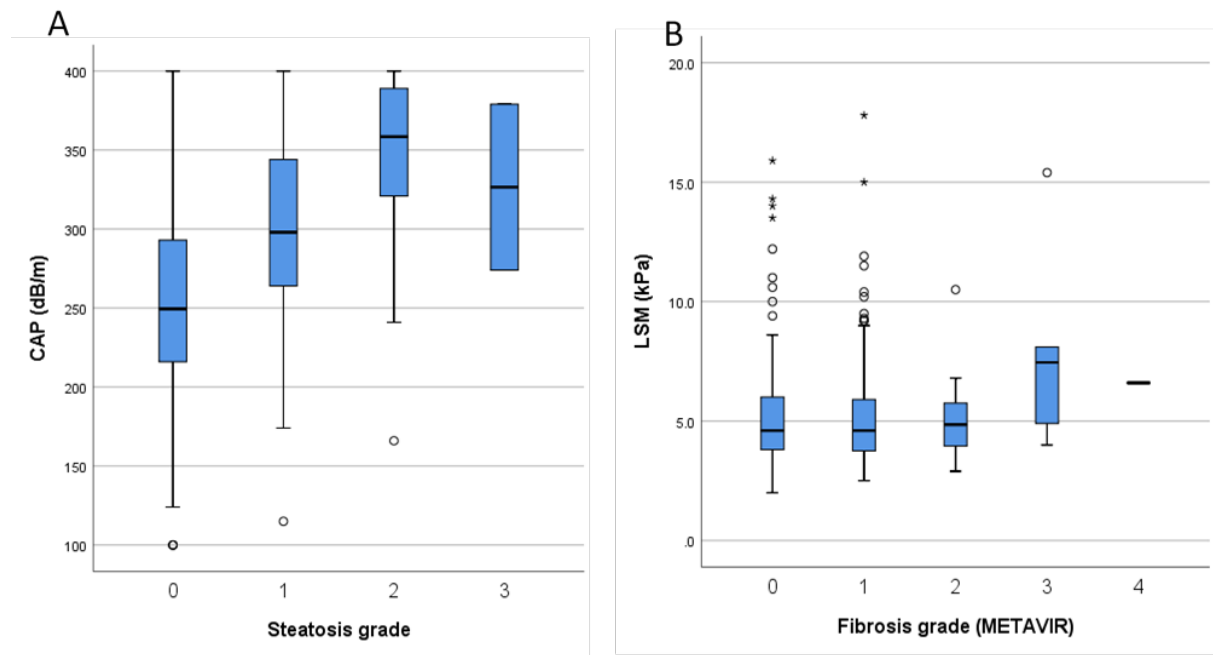 A
CAP (dB/m)
400
350
300
250
200
150
100
0 1 2 3
Steatosis grade
B
LSM (kPa)
20.0
15.0
10.0
5.0
.0
0 1 2 3 4
Fibrosis grade (METAVIR)